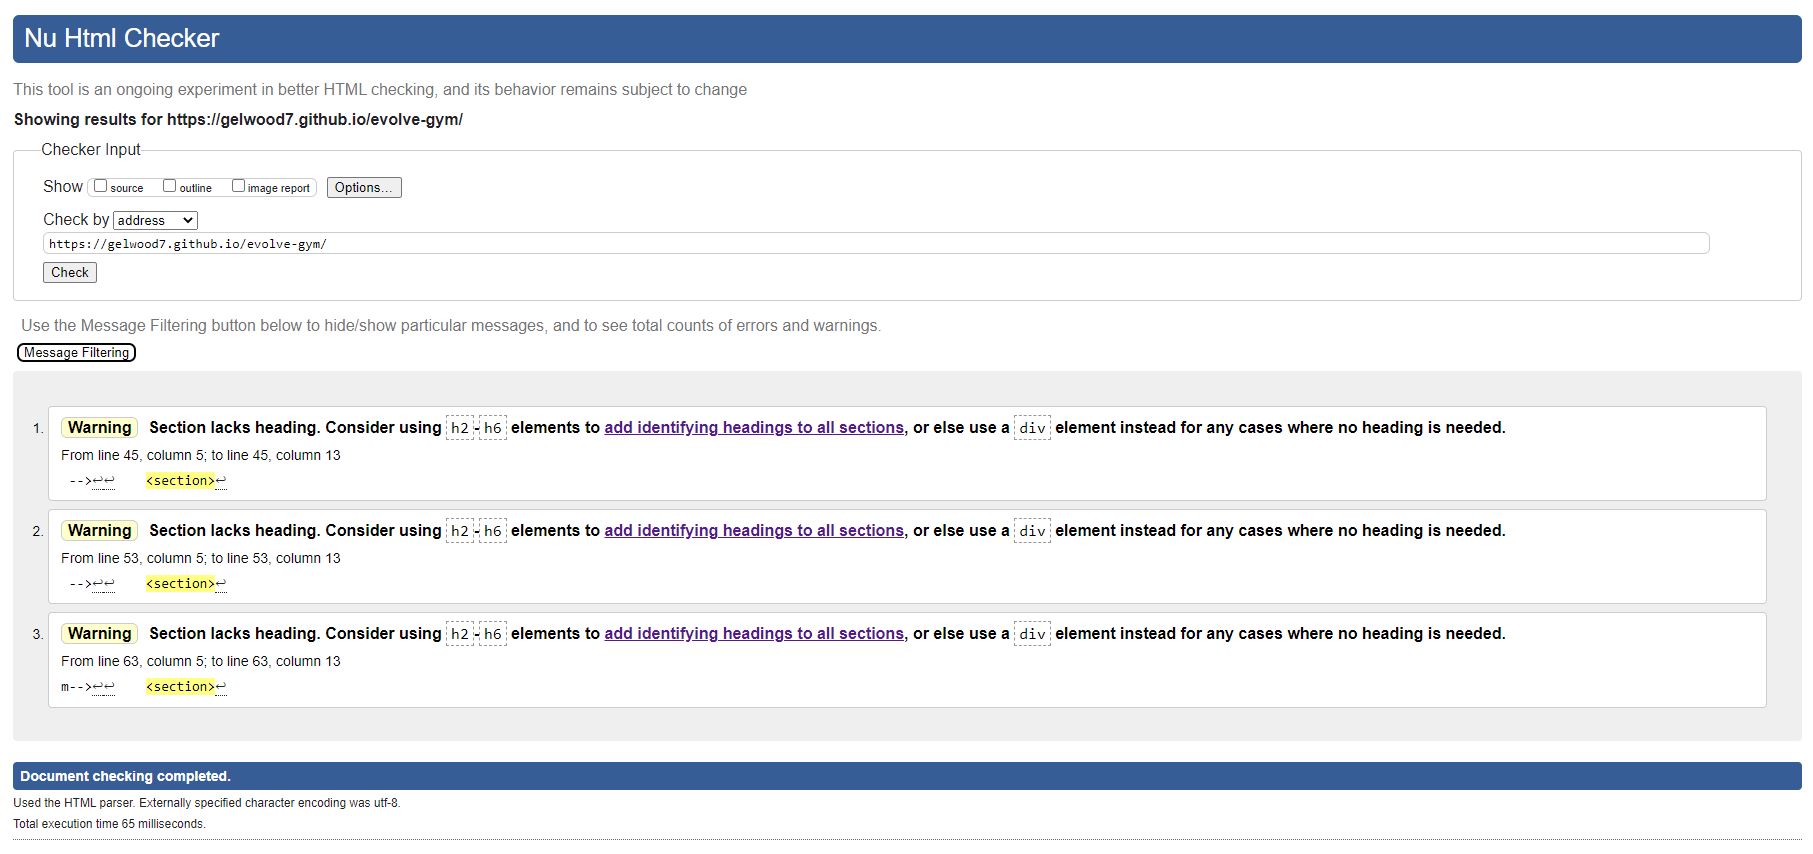 Nu Html Checker
This tool is an ongoing experiment in better HTML checking, and its behavior remains subject to change
Showing results for https://gelwood7.github.io/evolve-gym/
Checker Input
Show source outline image report Options...
Check by address
https://gelwood7.github.io/evolve-gym/
Check
Use the Message Filtering button below to hide/show particular messages, and to see total counts of errors and warnings.
Message Filtering
1. Warning Section lacks heading. Consider using h2-h6 elements to add identifying headings to all sections, or else use a div element instead for any cases where no heading is needed.
From line 45, column 5; to line 45, column 13
-->↩↩ <section>↩
2. Warning Section lacks heading. Consider using h2-h6 elements to add identifying headings to all sections, or else use a div element instead for any cases where no heading is needed.
From line 53, column 5; to line 53, column 13
-->↩↩ <section>↩
3. Warning Section lacks heading. Consider using h2-h6 elements to add identifying headings to all sections, or else use a div element instead for any cases where no heading is needed.
From line 63, column 5; to line 63, column 13
m-->↩↩ <section>↩
Document checking completed.
Used the HTML parser. Externally specified character encoding was utf-8.
Total execution time 65 milliseconds.